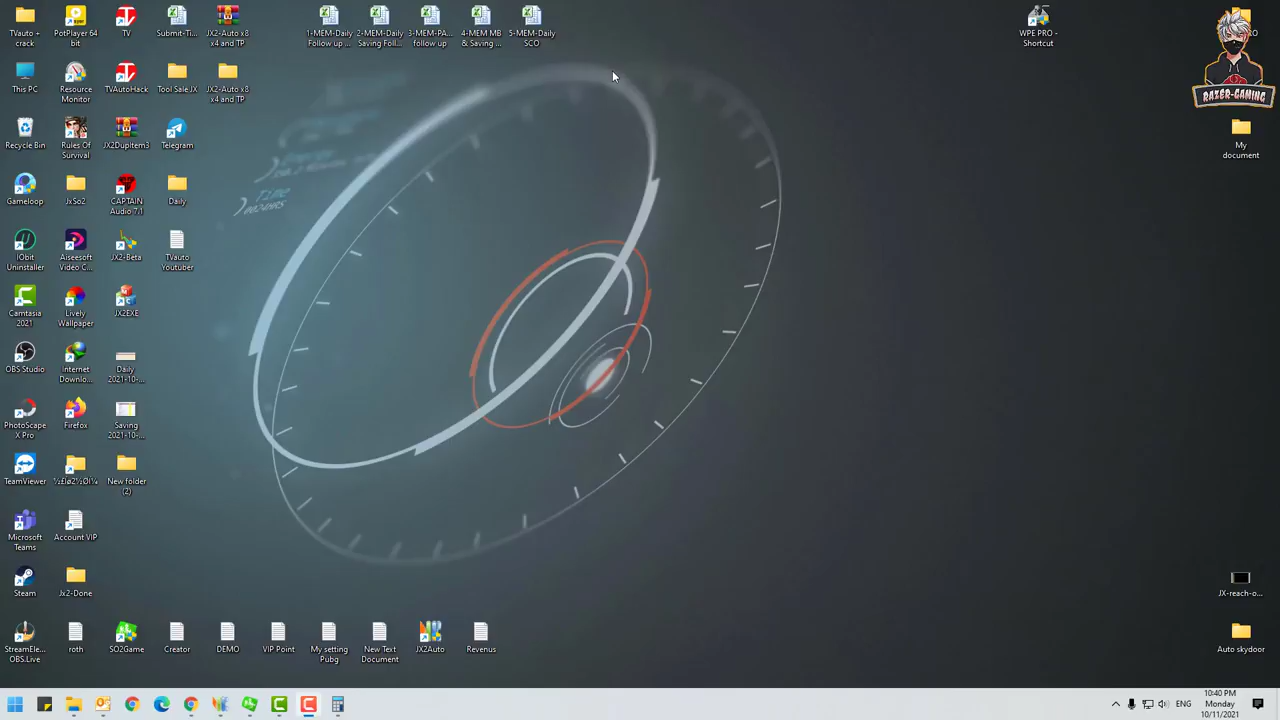 TVauto + crack
PotPlayer 64 bit
TV
Submit-Ti...
JX2-Auto x8 x4 and TP
1-MEM-Daily Follow up ...
2-MEM-Daily Saving Foll...
3-MEM-PA... follow up
4-MEM MB & Saving ...
5-MEM-Daily SCO
WPE PRO - Shortcut
RAZER-GAMING
This PC
Resource Monitor
TVAutoHack
Tool Sale JX
JX2-Auto x8 x4 and TP
My document
Recycle Bin
Rules Of Survival
JX2DupItem3
Telegram
Gameloop
JxSo2
CAPTAIN Audio 7.1
Daily
Time
IObit Uninstaller
Aiseesoft Video C...
JX2-Beta
TVauto Youtuber
Camtasia 2021
Lively Wallpaper
JX2EXE
OBS Studio
Internet Downlo...
Daily 2021-10-...
PhotoScape X Pro
Firefox
Saving 2021-10-...
TeamViewer
New folder (2)
Microsoft Teams
Account VIP
Steam
Jx2-Done
JX-reach-o...
StreamEle... OBS.Live
roth
SO2Game
Creator
DEMO
VIP Point
My setting Pubg
New Text Document
JX2Auto
Revenus
Auto skydoor
ENG
10:40 PM
Monday
10/11/2021